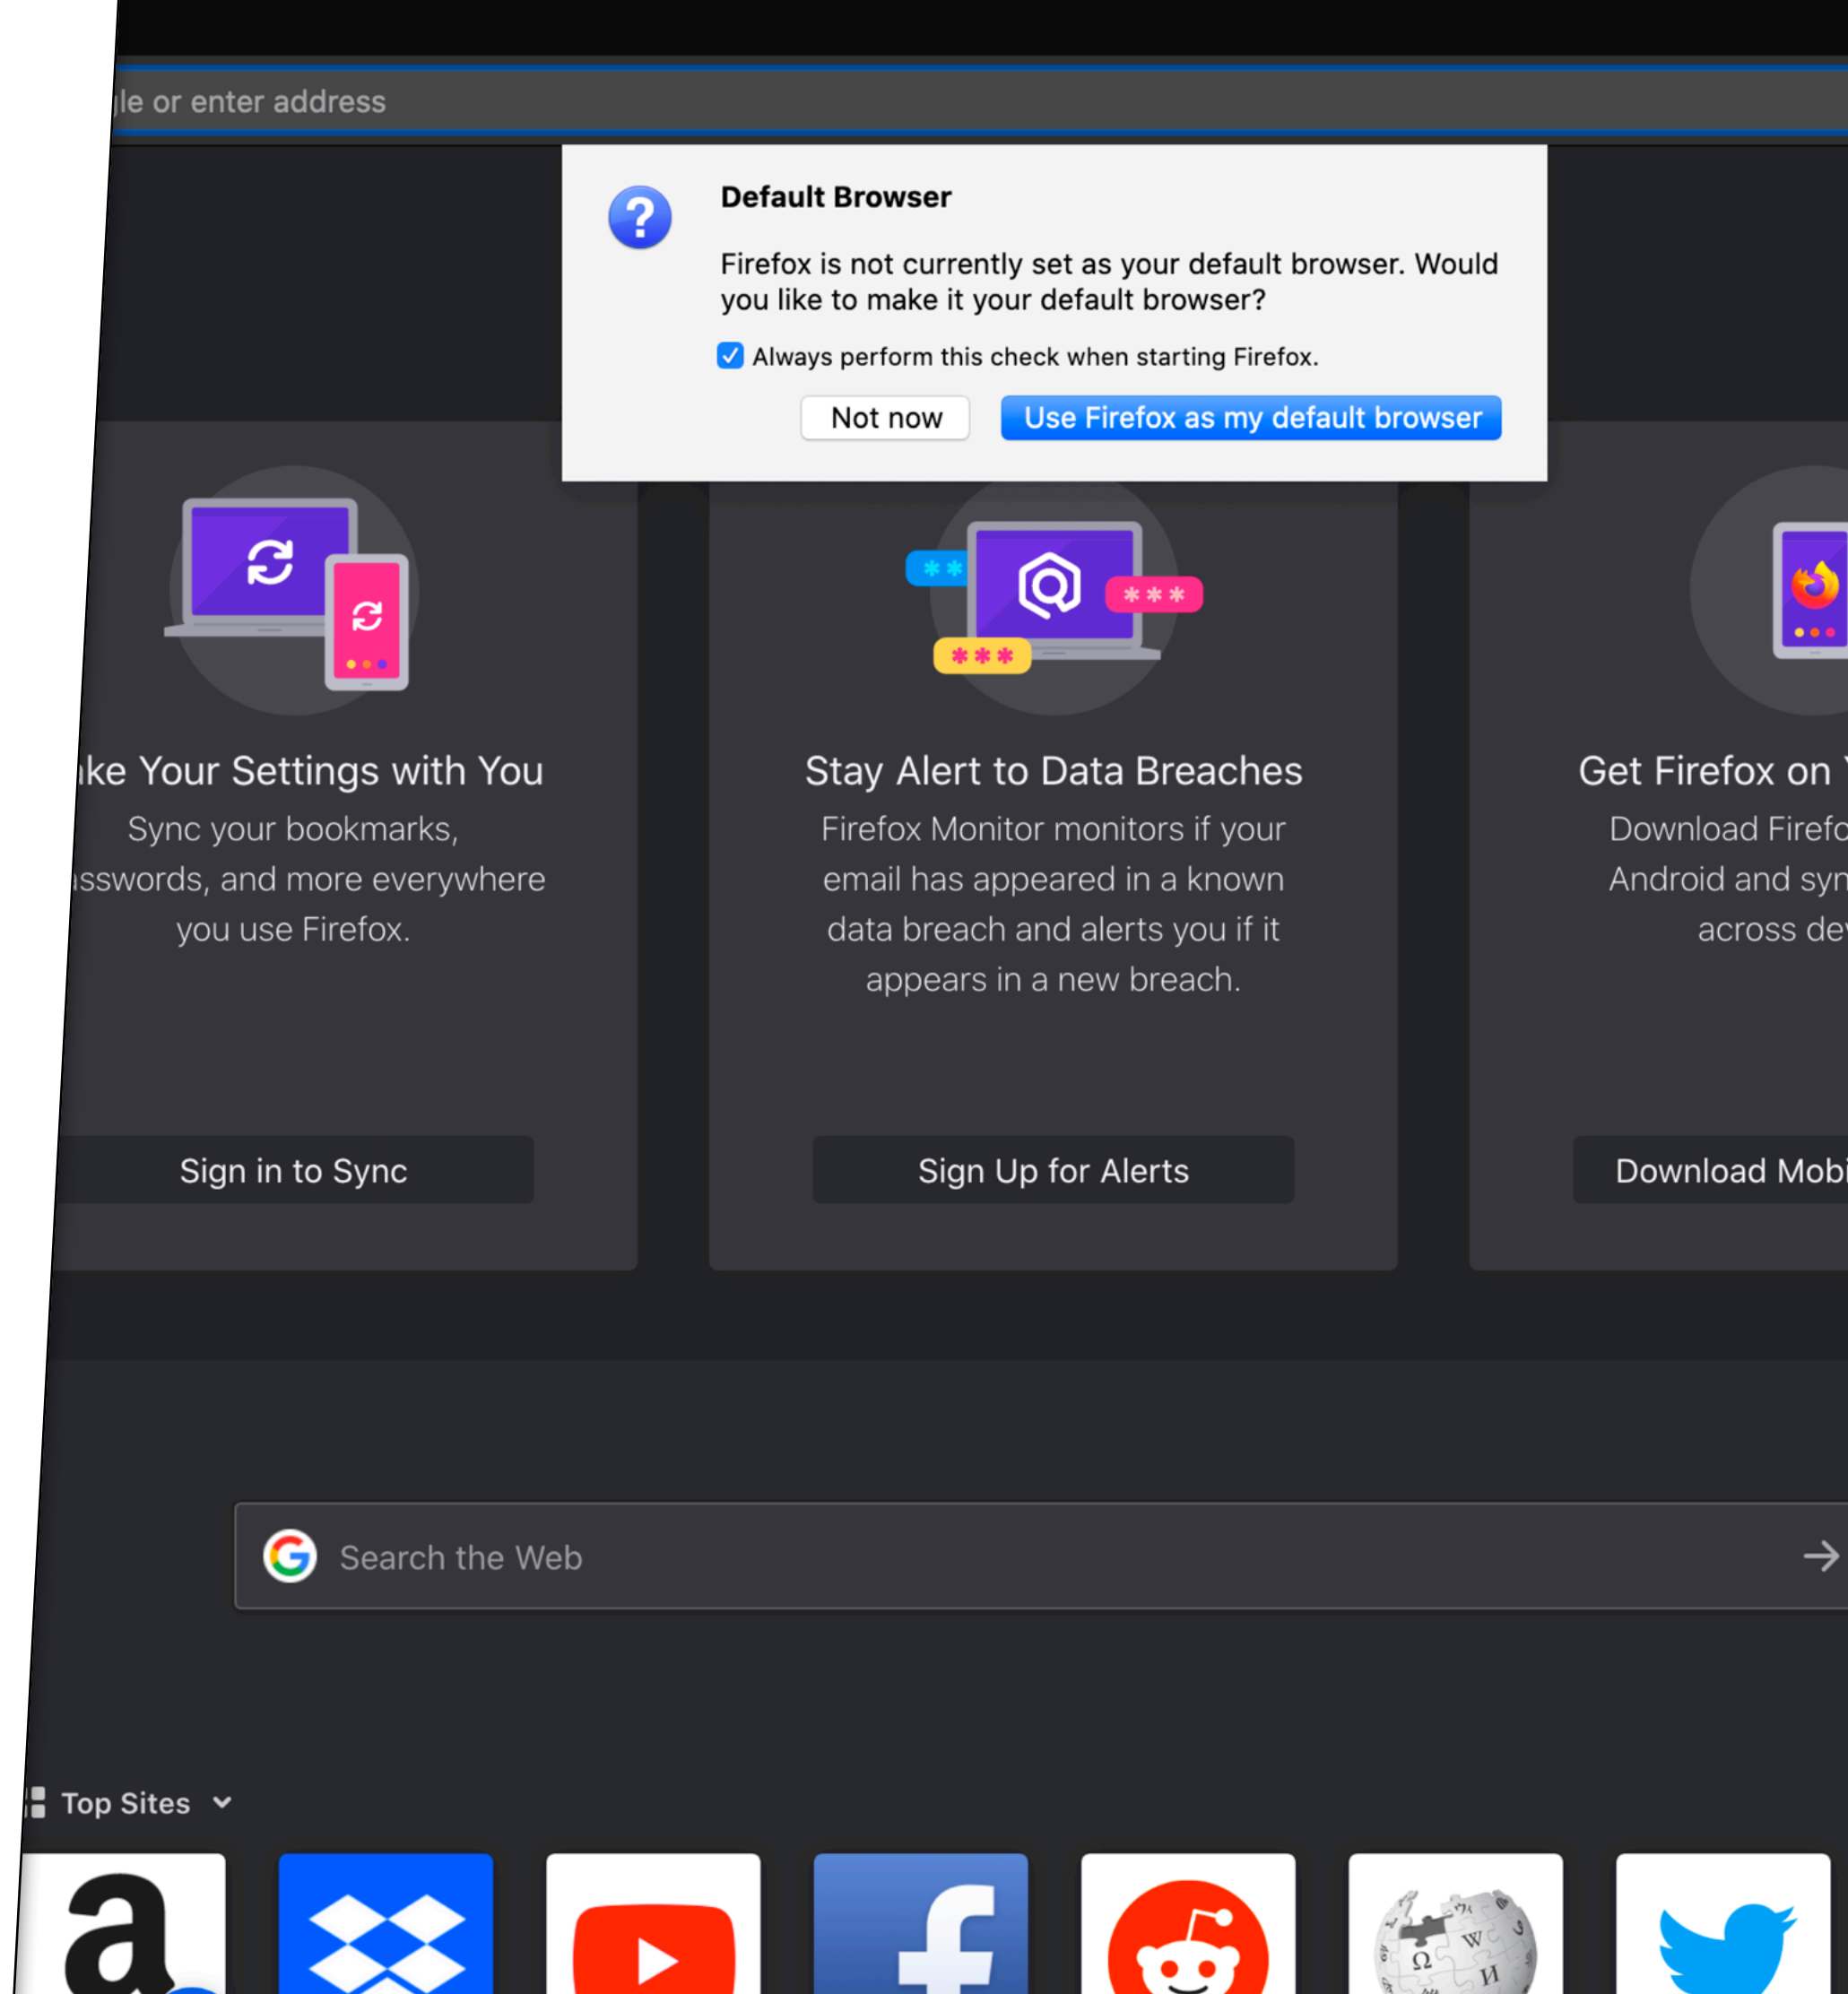 le or enter address
Default Browser
Firefox is not currently set as your default browser. Would
you like to make it your default browser?
Always perform this check when starting Firefox.
Not now
Use Firefox as my default browser
** 
***
***
ke Your Settings with You
Sync your bookmarks,
sswords, and more everywhere
you use Firefox.
Sign in to Sync
Stay Alert to Data Breaches
Firefox Monitor monitors if your
email has appeared in a known
data breach and alerts you if it
appears in a new breach.
Sign Up for Alerts
Get Firefox on
Download Firefo
Android and syn
across de
Download Mobi
Search the Web
Top Sites